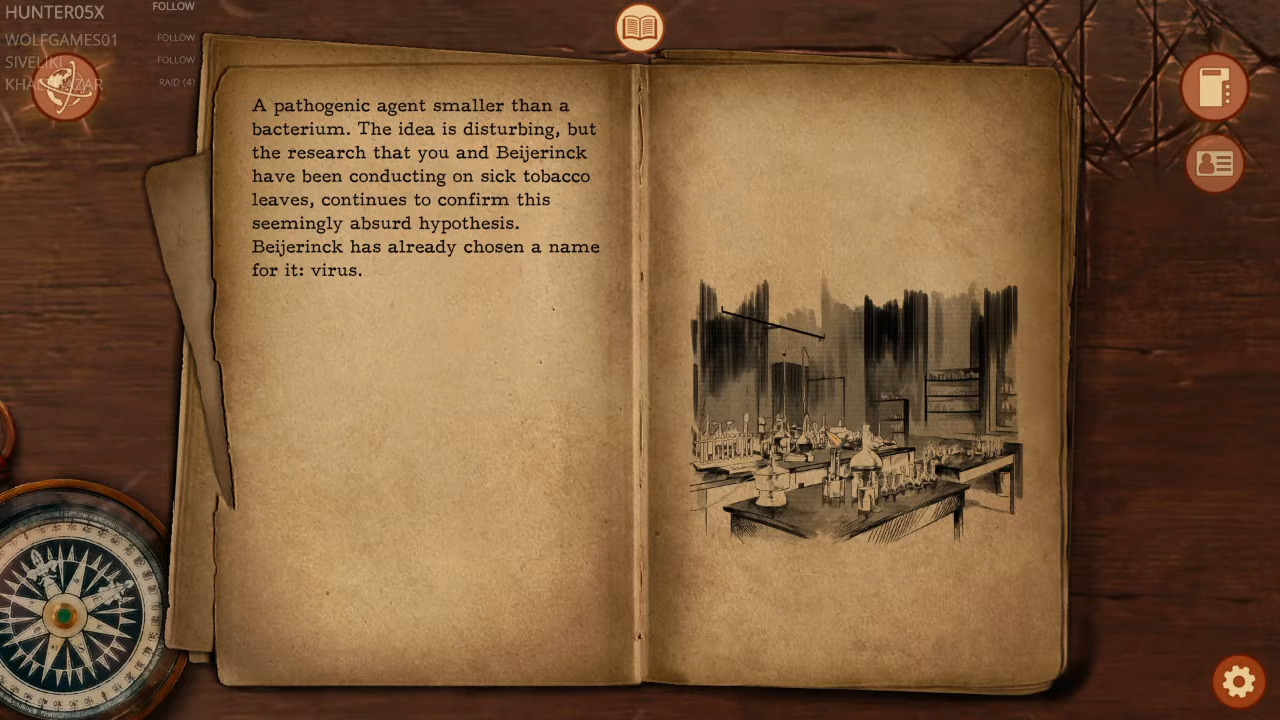 HUNTER05X FOLLOW
WOLFGAMES01 FOLLOW
SIVELIKI FOLLOW
RAID (4)
A pathogenic agent smaller than a
bacterium. The idea is disturbing, but
the research that you and Beijerinck
have been conducting on sick tobacco
leaves, continues to confirm this
seemingly absurd hypothesis.
Beijerinck has already chosen a name
for it: virus.